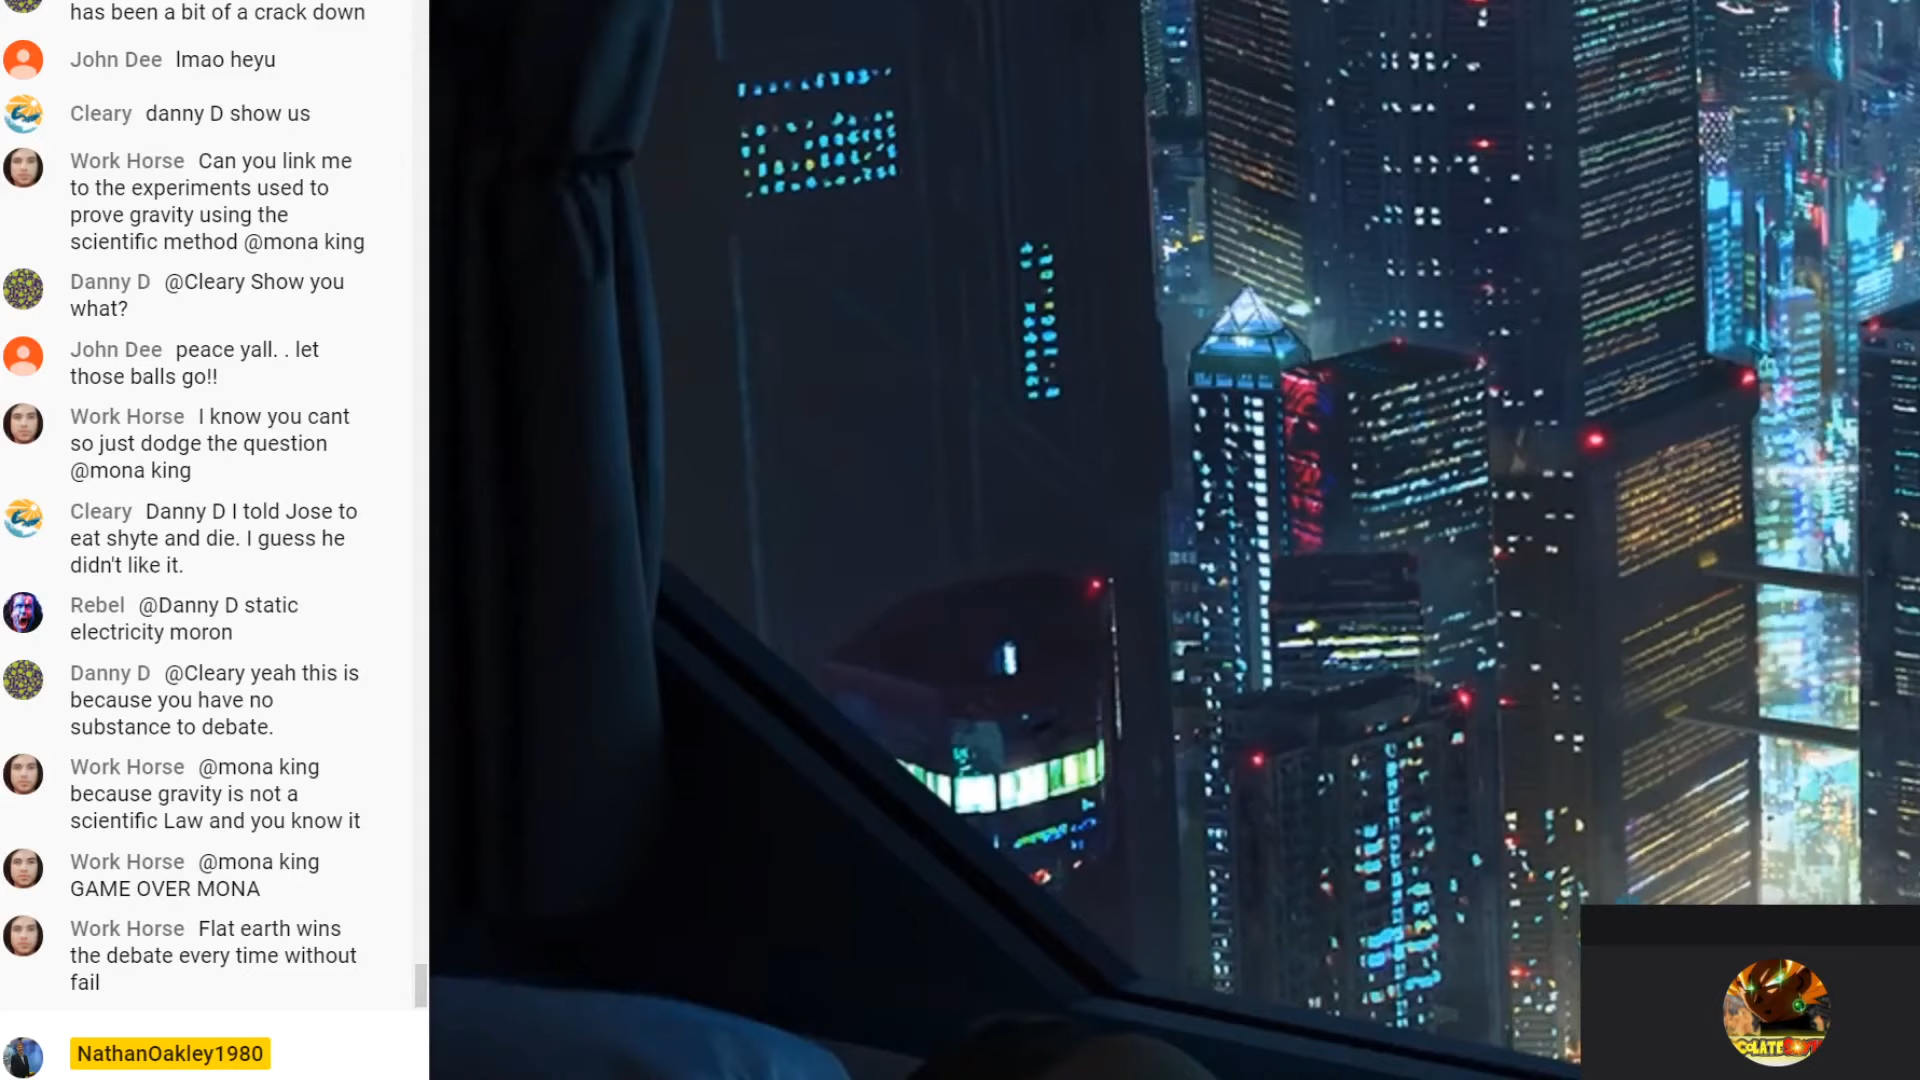 has been a bit of a crack down
John Dee lmao heyu
Cleary danny D show us
Work Horse Can you link me
to the experiments used to
prove gravity using the
scientific method @mona king
Danny D @Cleary Show you
what?
John Dee peace yall. . let
those balls go!!
Work Horse I know you cant
so just dodge the question
@mona king
Cleary Danny D I told Jose to
eat shyte and die. I guess he
didn't like it.
Rebel @Danny D static
electricity moron
Danny D @Cleary yeah this is
because you have no
substance to debate.
Work Horse @mona king
because gravity is not a
scientific Law and you know it
Work Horse @mona king
GAME OVER MONA
Work Horse Flat earth wins
the debate every time without
fail
NathanOakley1980